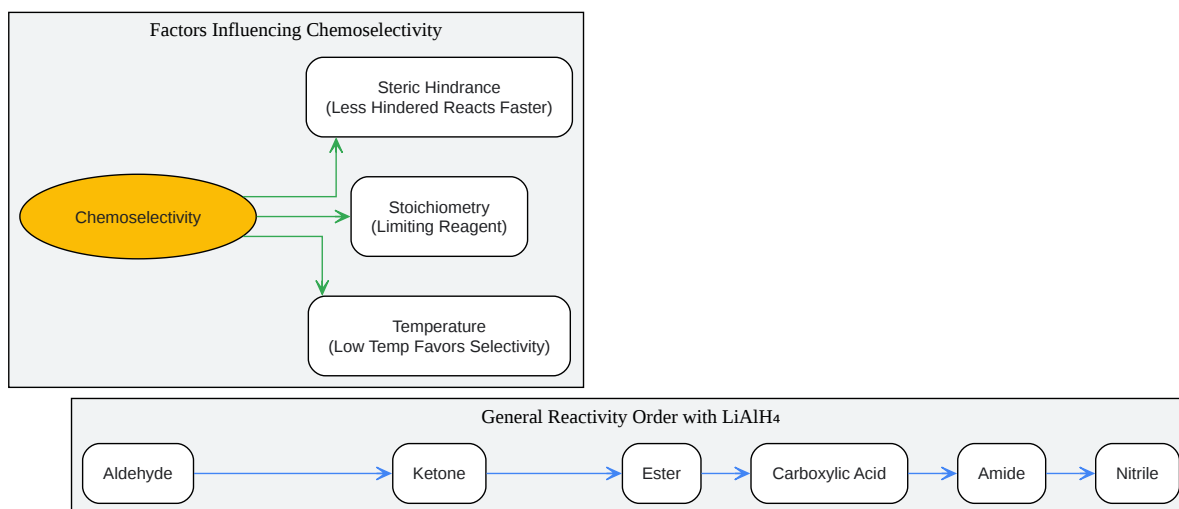 Factors Influencing Chemoselectivity
Steric Hindrance
(Less Hindered Reacts Faster)
Chemoselectivity
Stoichiometry
(Limiting Reagent)
Temperature
(Low Temp Favors Selectivity)
General Reactivity Order with LiAlH₄
Aldehyde
Ketone
Ester
Carboxylic Acid
Amide
Nitrile